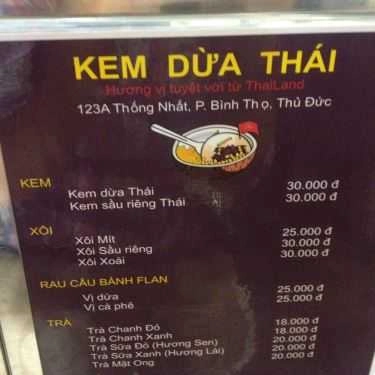 KEM DỪA THÁI
Hương vị tuyệt vời từ ThaiLand
123A Thống Nhất, P. Bình Thọ, Thủ Đức
KEM
Kem dừa Thái 30.000 đ
Kem sầu riêng Thái 30.000 đ
XÔI
Xôi Mít 25.000 đ
Xôi Sầu riêng 30.000 đ
Xôi Xoài 30.000 đ
RAU CÂU BÁNH FLAN
Vị dừa 25.000 đ
Vị cà phê 25.000 đ
TRÀ
Trà Chanh Đỏ 18.000 đ
Trà Chanh Xanh 18.000 đ
Trà Sữa Đỏ (Hương Sen) 20.000 đ
Trà Sữa Xanh (Hương Lài) 20.000 đ
Trà Mật Ong 20.000 đ